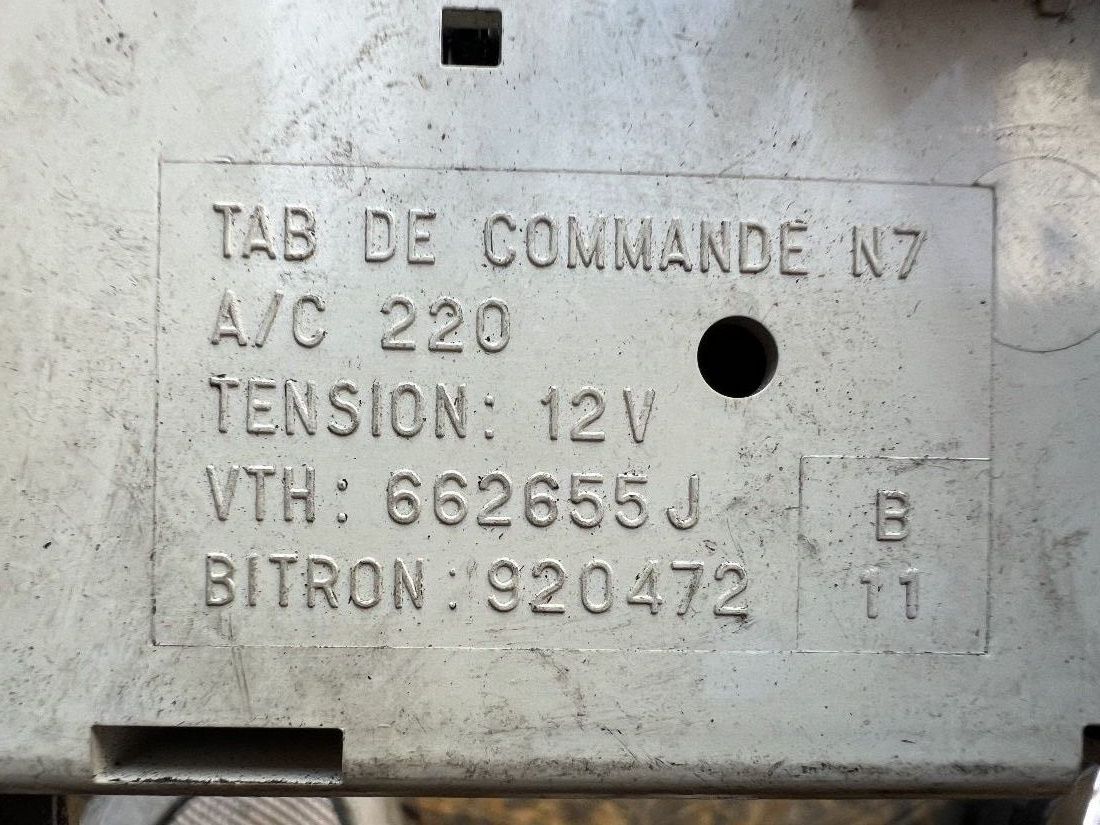 TAB DE COMMANDE N7
A/C 220
TENSION: 12V
VTH: 662655J
BITRON: 920472
B
11